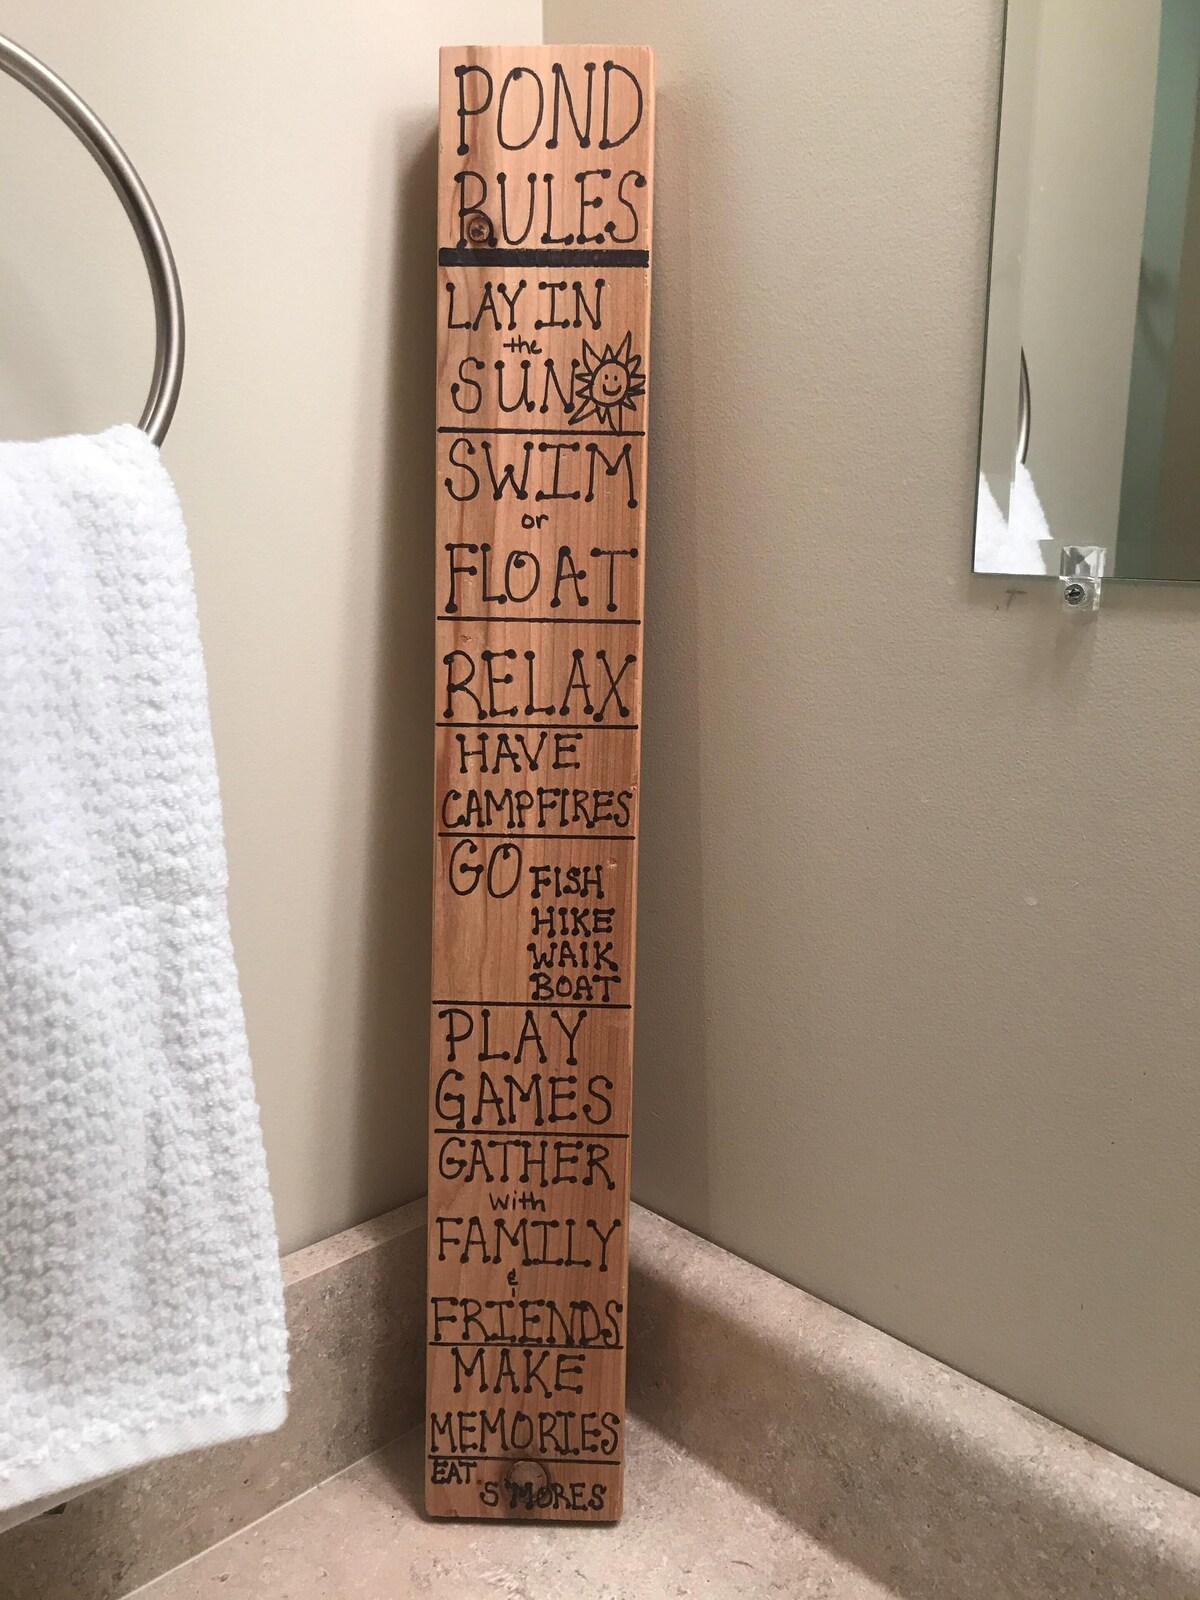 POND
RULES
LAY IN
the
SUN
SWIM
or
FLOAT
RELAX
HAVE
CAMPFIRES
GO FISH
HIKE
WALK
BOAT
PLAY
GAMES
GATHER
with
FAMILY
&
FRIENDS
MAKE
MEMORIES
EAT
S'MORES